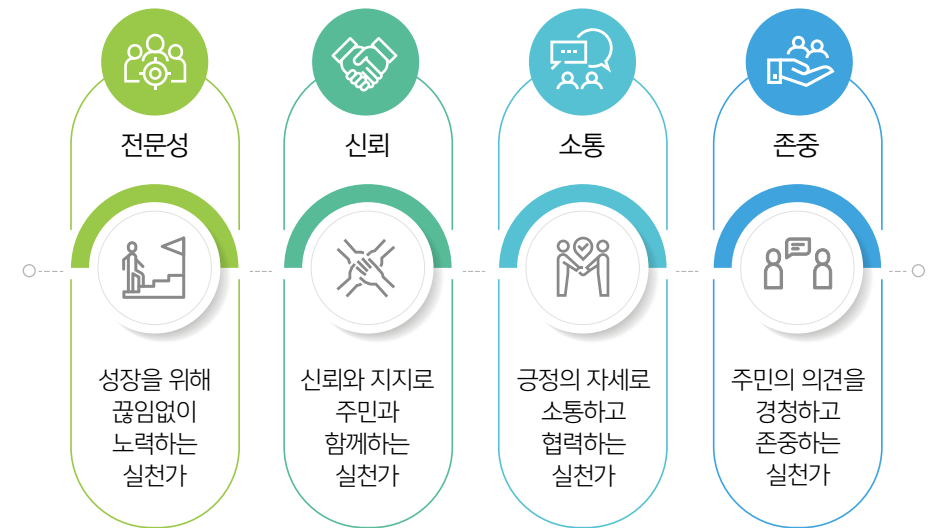 전문성
신뢰
소통
존중
성장을 위해
끊임없이
노력하는
실천가
신뢰와 지지로
주민과
함께하는
실천가
긍정의 자세로
소통하고
협력하는
실천가
주민의 의견을
경청하고
존중하는
실천가